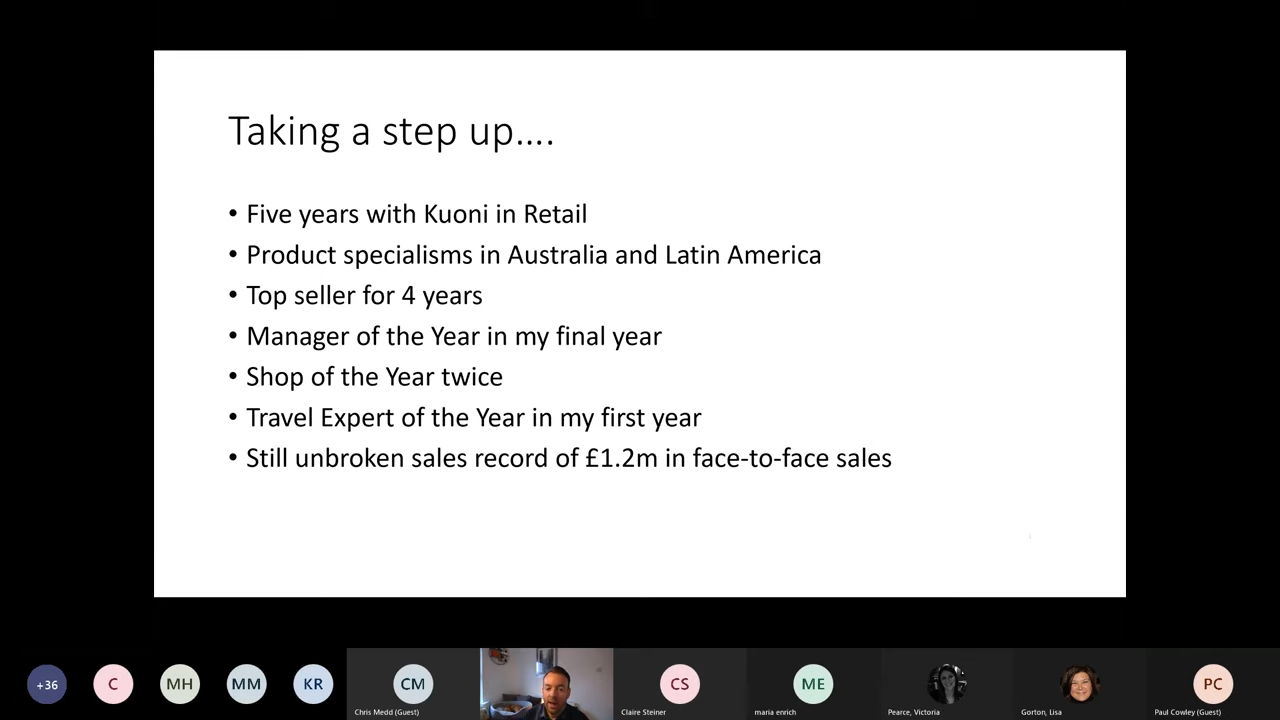 Taking a step up....
• Five years with Kuoni in Retail
• Product specialisms in Australia and Latin America
• Top seller for 4 years
• Manager of the Year in my final year
• Shop of the Year twice
• Travel Expert of the Year in my first year
• Still unbroken sales record of £1.2m in face-to-face sales
+36
C
MH
MM
KR
CM
CS
ME
PC
Chris Medd (Guest)
Claire Steiner
maria enrich
Pearce, Victoria
Gorton, Lisa
Paul Cowley (Guest)